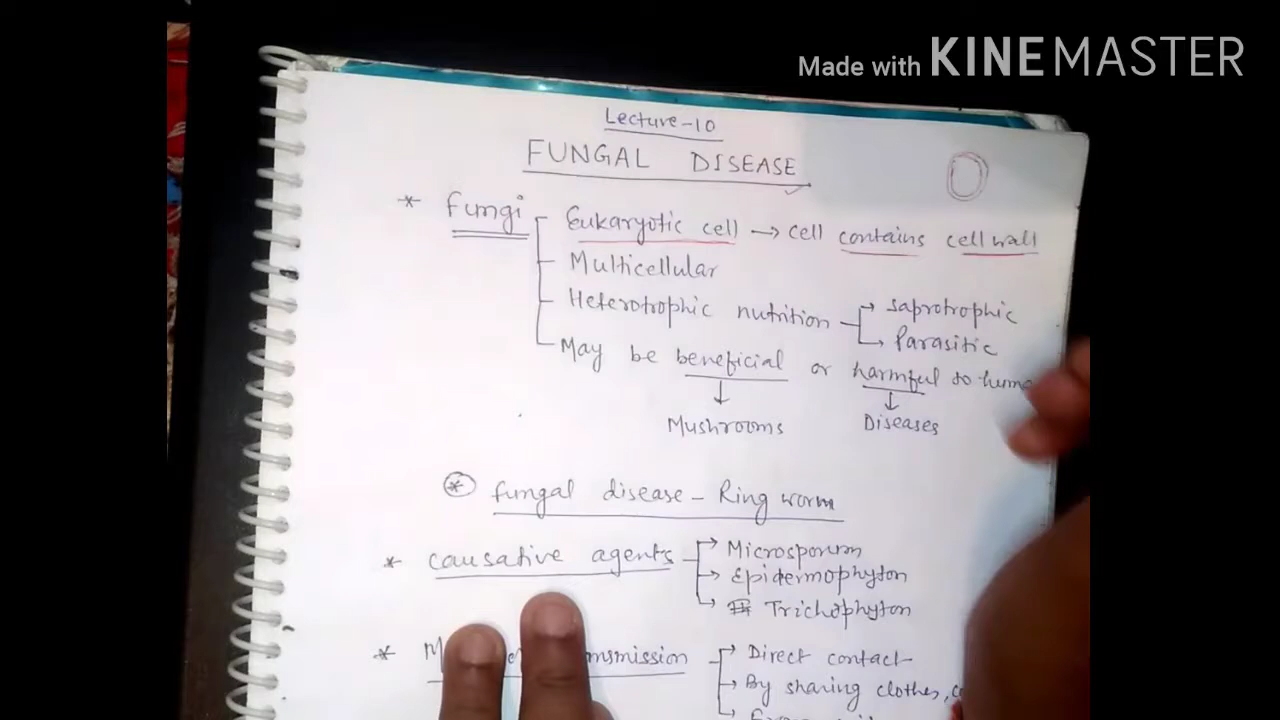 Made with KINEMASTER
Lecture-10
FUNGAL DISEASE
* Fungi
Eukaryotic cell → cell contains cell wall
Multicellular
Heterotrophic nutrition → saprotrophic
→ Parasitic
May be beneficial or harmful to
↓ ↓
Mushrooms Diseases
* fungal disease - Ring worm
* causative agents → Microsporum
→ Epidermophyton
→ Trichophyton
* → Direct contact
→ By sharing clothes,